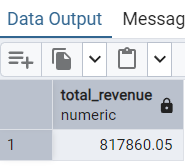 Data Output Messag
total_revenue
numeric
1 817860.05